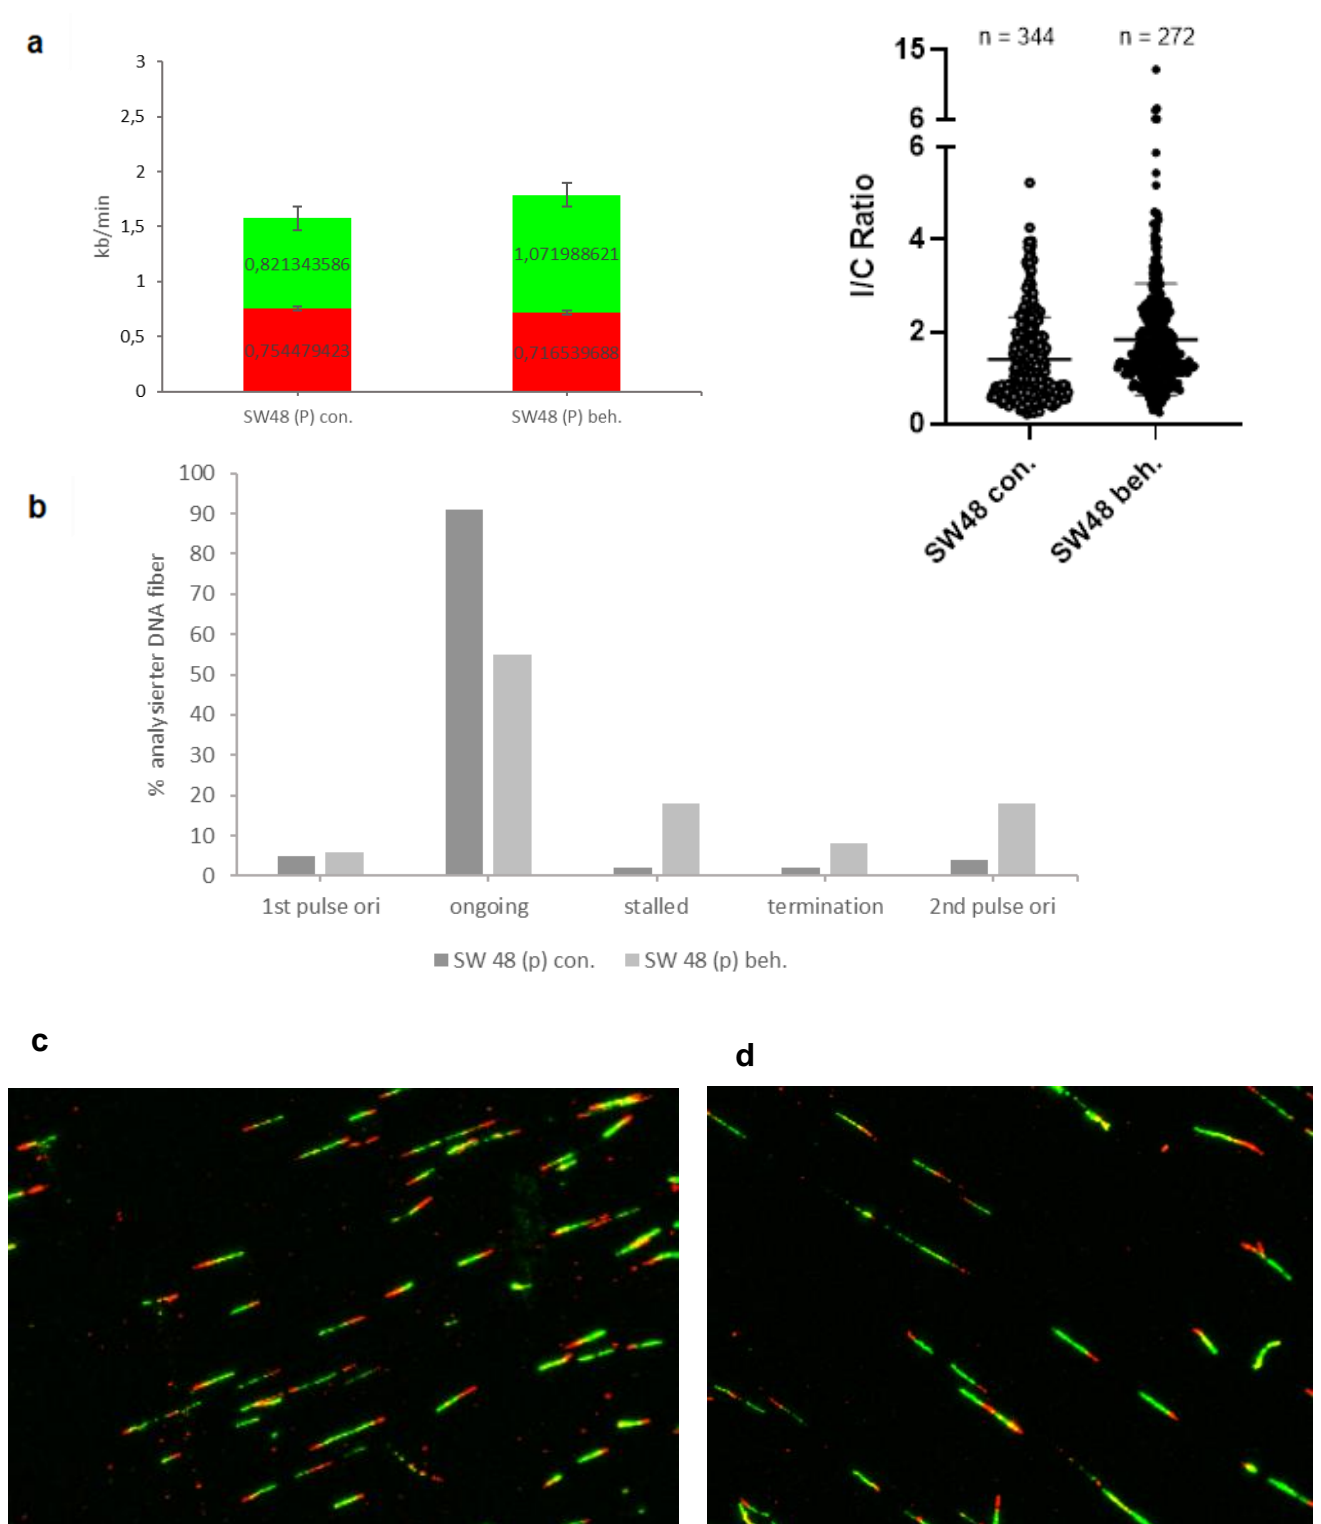 a
3
2,5
2
1,5
1
0,5
0
kb/min
0,821343586
0,754479423
1,071988621
0,716539688
SW48 (P) con.
SW48 (P) beh.
n = 344
n = 272
15
6
6
4
2
0
I/C Ratio
SW48 con.
SW48 beh.
b
100
90
80
70
60
50
40
30
20
10
0
% analysierter DNA fiber
1st pulse ori
ongoing
stalled
termination
2nd pulse ori
SW 48 (p) con.
SW 48 (p) beh.
c
d